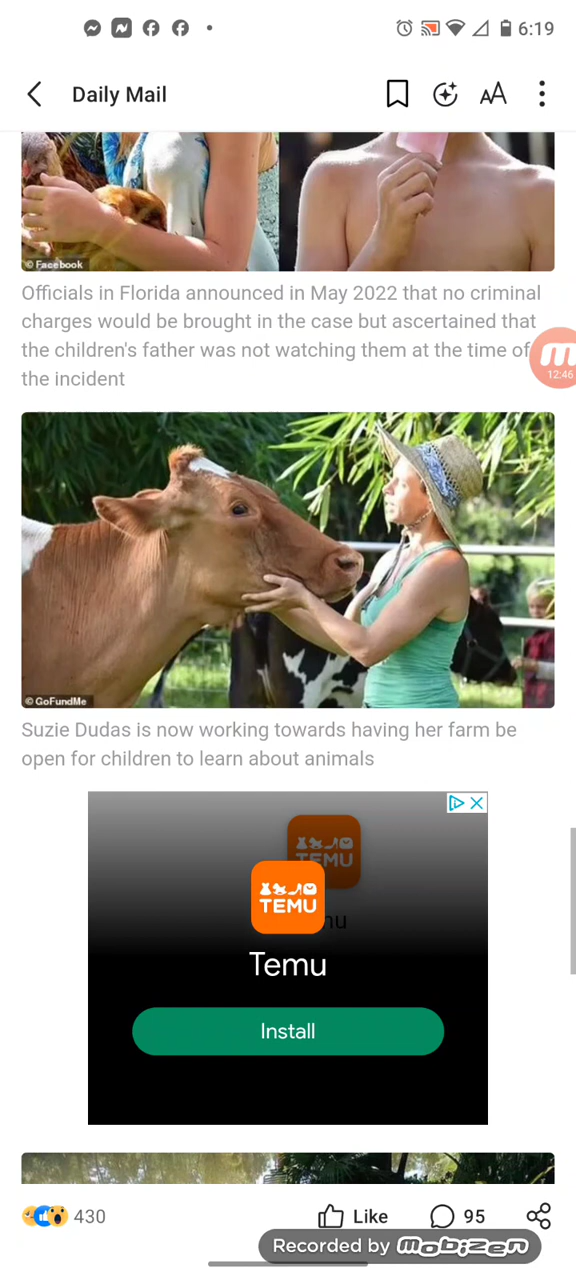 6:19
Daily Mail
AA
© Facebook
Officials in Florida announced in May 2022 that no criminal
charges would be brought in the case but ascertained that
the children's father was not watching them at the time of
the incident
12:46
© GoFundMe
Suzie Dudas is now working towards having her farm be
open for children to learn about animals
TEMU
TEMU
nu
Temu
Install
430
Like
95
Recorded by mobizen